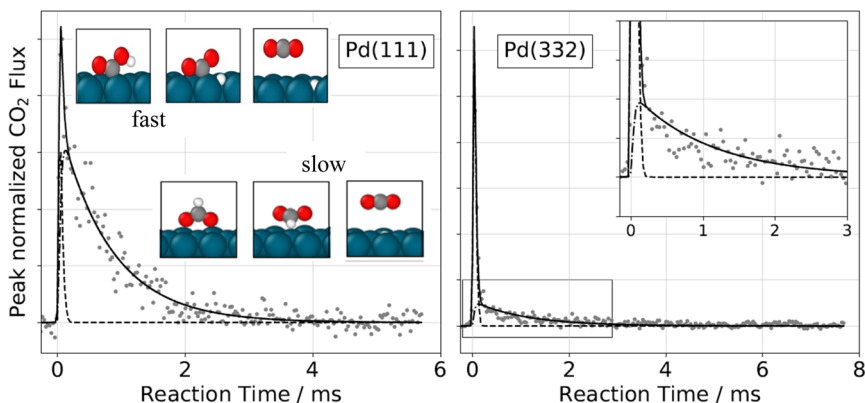 Peak normalized CO₂ Flux
Pd(111)
fast
slow
0
2
4
6
Reaction Time / ms
Pd(332)
0
1
2
3
0
2
4
6
8
Reaction Time / ms